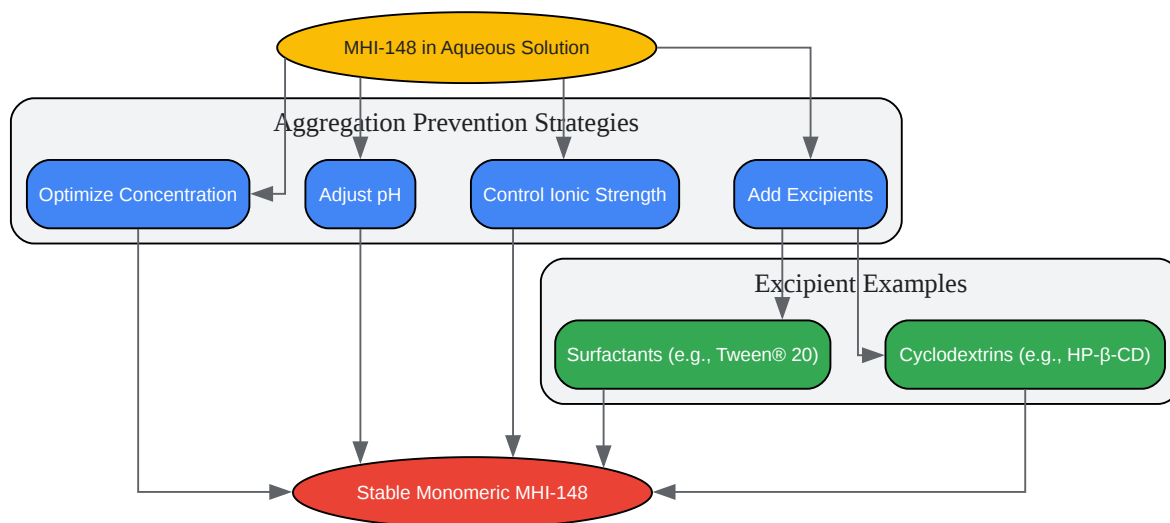 MHI-148 in Aqueous Solution
Aggregation Prevention Strategies
Optimize Concentration
Adjust pH
Control Ionic Strength
Add Excipients
Excipient Examples
Surfactants (e.g., Tween® 20)
Cyclodextrins (e.g., HP-β-CD)
Stable Monomeric MHI-148